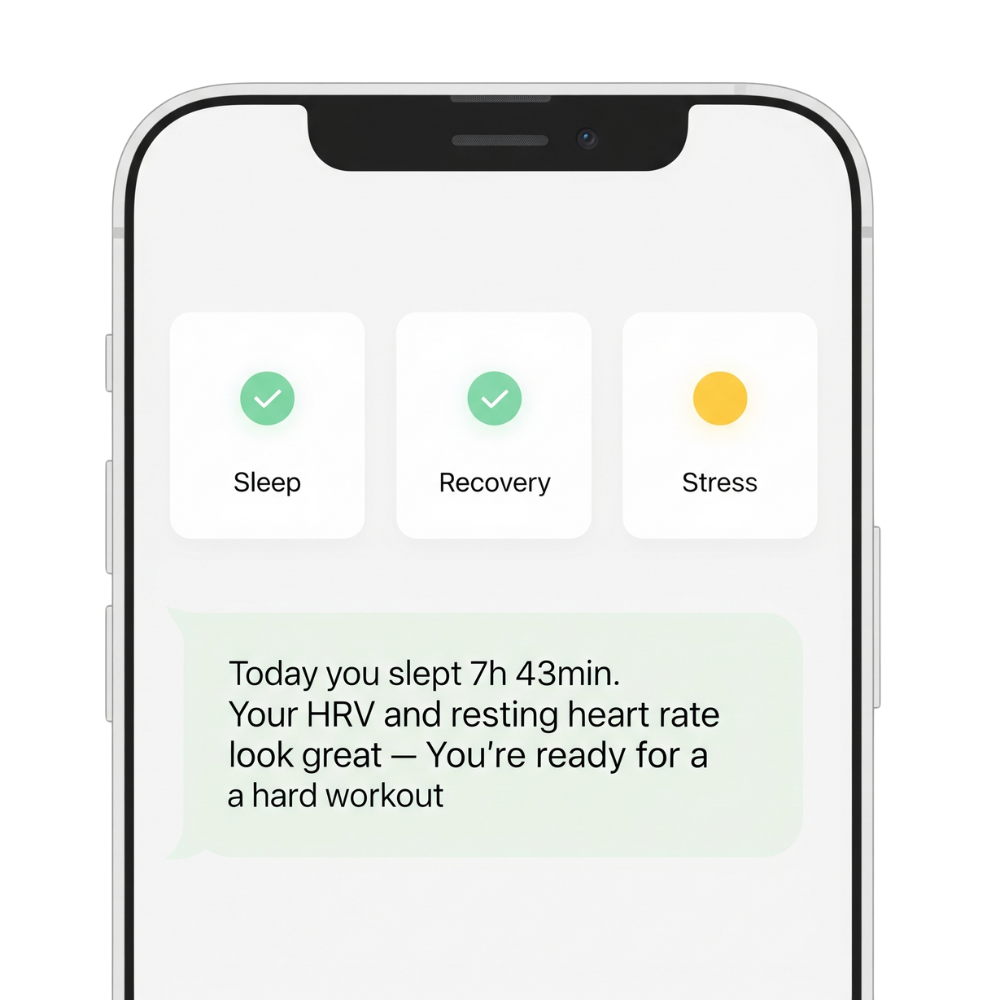 Sleep
Recovery
Stress
Today you slept 7h 43min.
Your HRV and resting heart rate
look great — You’re ready for a
a hard workout